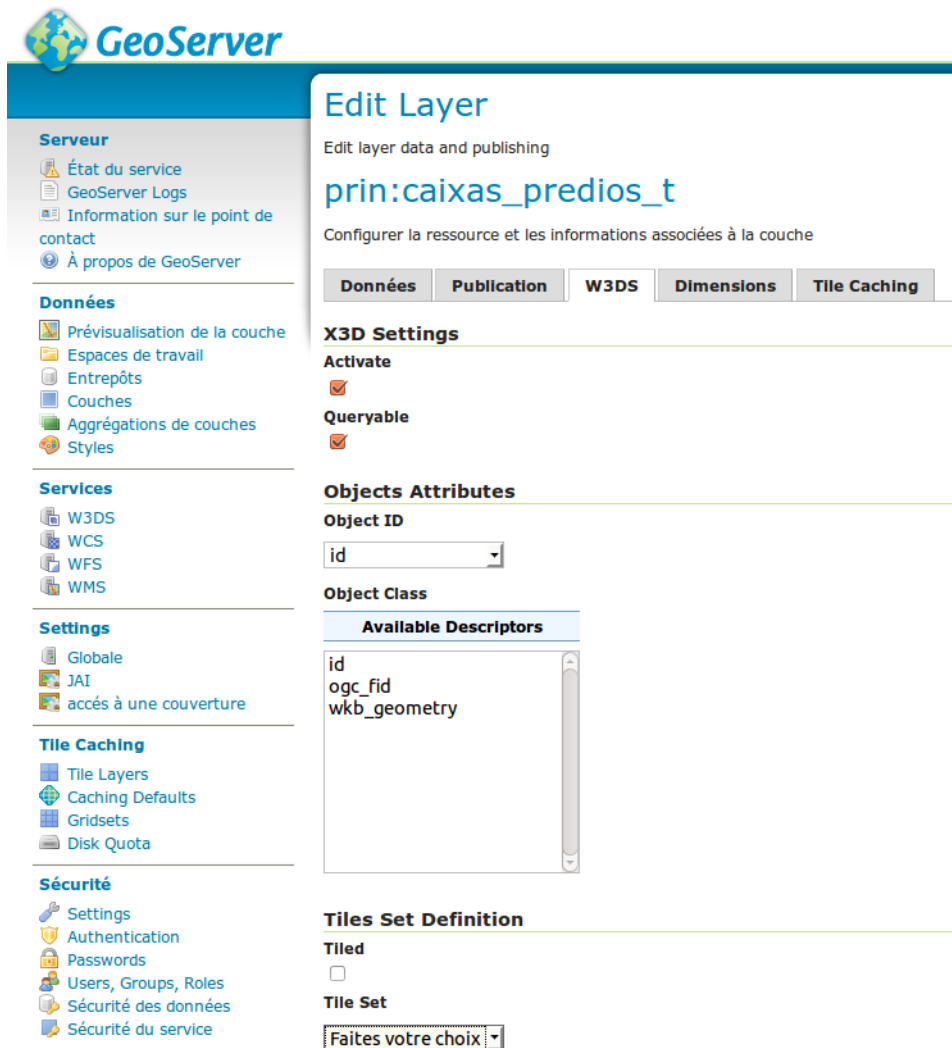 GeoServer
Serveur
État du service
GeoServer Logs
Information sur le point de
contact
À propos de GeoServer
Données
Prévisualisation de la couche
Espaces de travail
Entrepôts
Couches
Aggrégations de couches
Styles
Services
W3DS
WCS
WFS
WMS
Settings
Globale
JAI
accés à une couverture
Tile Caching
Tile Layers
Caching Defaults
Gridsets
Disk Quota
Sécurité
Settings
Authentication
Passwords
Users, Groups, Roles
Sécurité des données
Sécurité du service
Edit Layer
Edit layer data and publishing
prin:caixas_predios_t
Configurer la ressource et les informations associées à la couche
Données Publication W3DS Dimensions Tile Caching
X3D Settings
Activate
Queryable
Objects Attributes
Object ID
id
Object Class
Available Descriptors
id
ogc_fid
wkb_geometry
Tiles Set Definition
Tiled
Tile Set
Faites votre choix